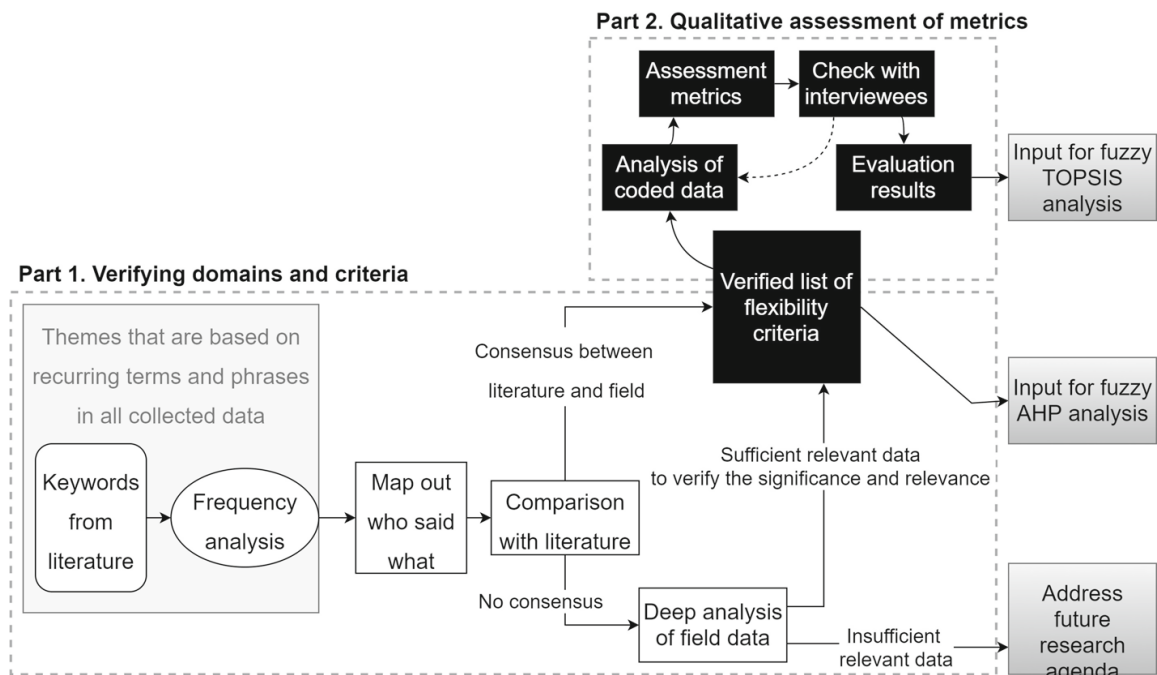 Part 2. Qualitative assessment of metrics
Assessment
metrics
Check with
interviewees
Analysis of
coded data
Evaluation
results
Input for fuzzy
TOPSIS
analysis
Part 1. Verifying domains and criteria
Verified list of
flexibility
criteria
Themes that are based on
recurring terms and phrases
in all collected data
Keywords
from
literature
Frequency
analysis
Map out
who said
what
Consensus between
literature and field
Comparison
with literature
Input for fuzzy
AHP analysis
Sufficient relevant data
to verify the significance and relevance
No consensus
Deep analysis
of field data
Insufficient
relevant data
Address
future
research
agenda